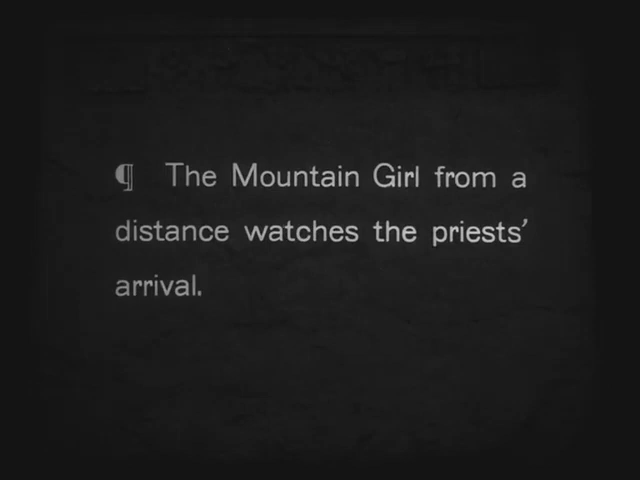 ¶ The Mountain Girl from a
distance watches the priests’
arrival.